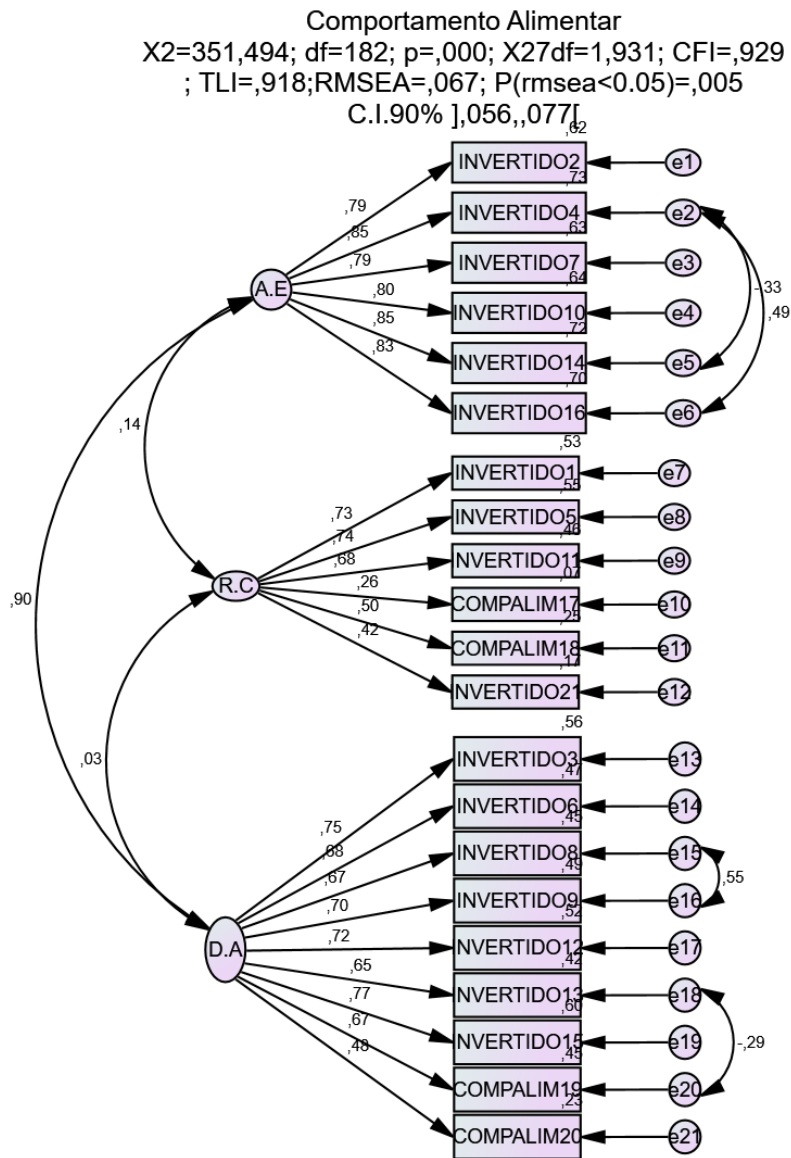 Comportamento Alimentar
X2=351,494; df=182; p=,000; X27df=1,931; CFI=,929
; TLI=,918;RMSEA=,067; P(rmsea<0.05)=,005
C.I.90% ],056,,077[
,62
INVERTIDO2
e1
,73
,79
INVERTIDO4
e2
,85
,63
INVERTIDO7
e3
,79
,64
A.E
-,33
,80
INVERTIDO10
e4
,49
,85
,72
,83
INVERTIDO14
e5
,70
INVERTIDO16
e6
,14
,53
INVERTIDO1
e7
,55
,73
INVERTIDO5
e8
,74
,46
,68
NVERTIDO11
e9
,07
R.C
,26
COMPALIM17
e10
,90
,50
,25
,42
COMPALIM18
e11
,17
NVERTIDO21
e12
,56
,03
INVERTIDO3
e13
,47
INVERTIDO6
e14
,75
,45
,68
INVERTIDO8
e15
,49
,67
,55
,70
INVERTIDO9
e16
,52
,72
D.A
NVERTIDO12
e17
,42
,65
NVERTIDO13
e18
,77
,60
,67
NVERTIDO15
e19
-,29
,48
,45
COMPALIM19
e20
,23
COMPALIM20
e21